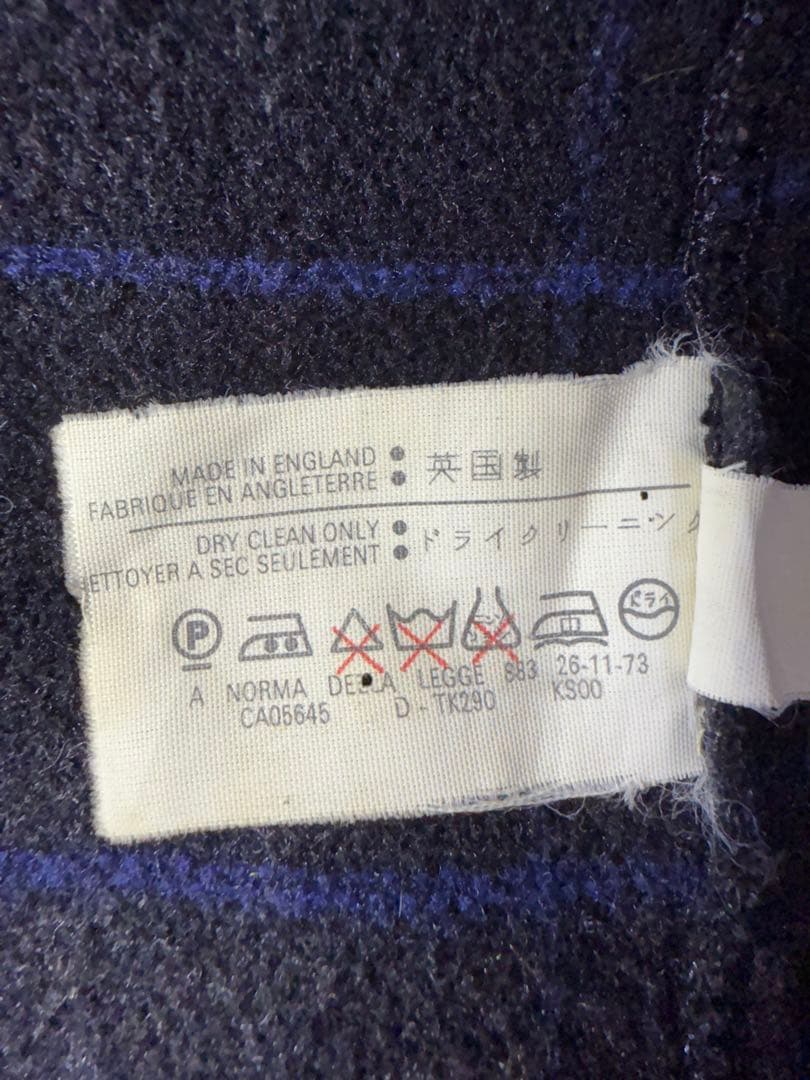 MADE IN ENGLAND ● 英国製
FABRIQUE EN ANGLETERRE ●
DRY CLEAN ONLY ● ドライクリーニング
NETTOYER A SEC SEULEMENT ●
P
中
ドライ
A NORMA DELLA LEGGE 883 26-11-73
CA05645 D - TK290 KS00